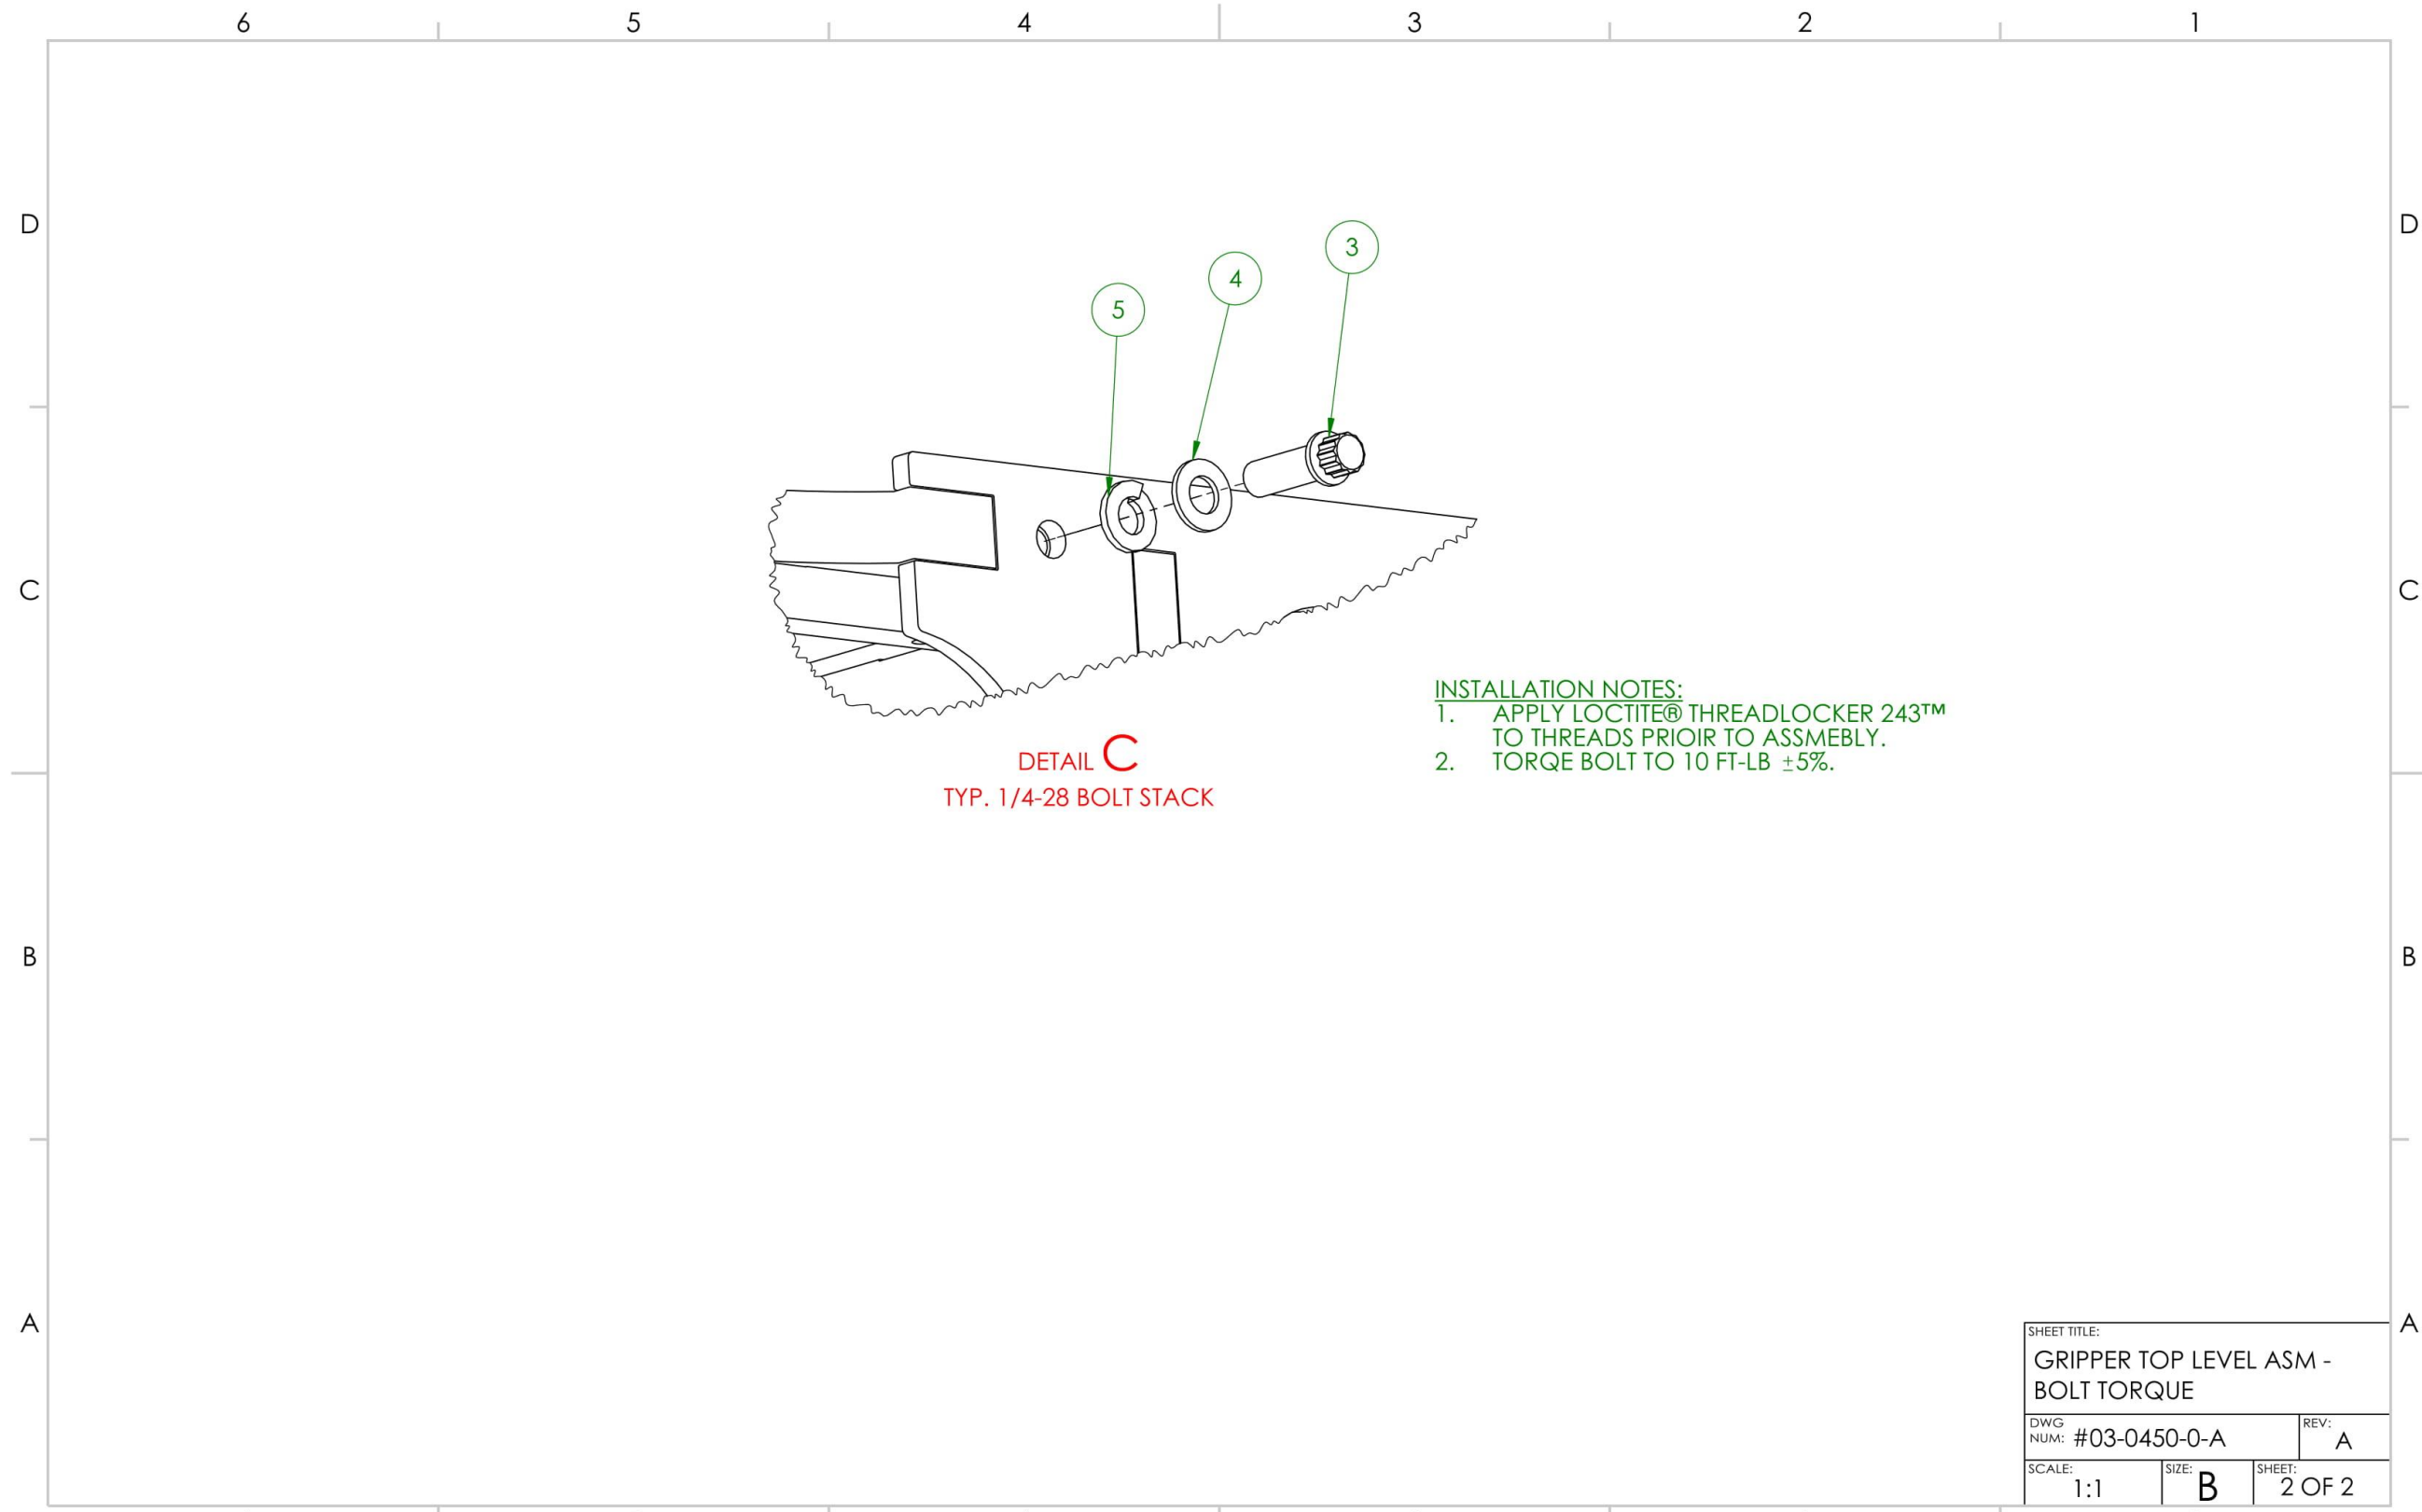 6 5 4 3 2 1
D D
3
4
5
C C
INSTALLATION NOTES:
1. APPLY LOCTITE® THREADLOCKER 243™
TO THREADS PRIOIR TO ASSMEBLY.
2. TORQE BOLT TO 10 FT-LB ±5%.
DETAIL C
TYP. 1/4-28 BOLT STACK
B B
A A
SHEET TITLE:
GRIPPER TOP LEVEL ASM -
BOLT TORQUE
DWG
NUM: #03-0450-0-A
REV:
A
SCALE:
1:1
SIZE:
B
SHEET:
2 OF 2